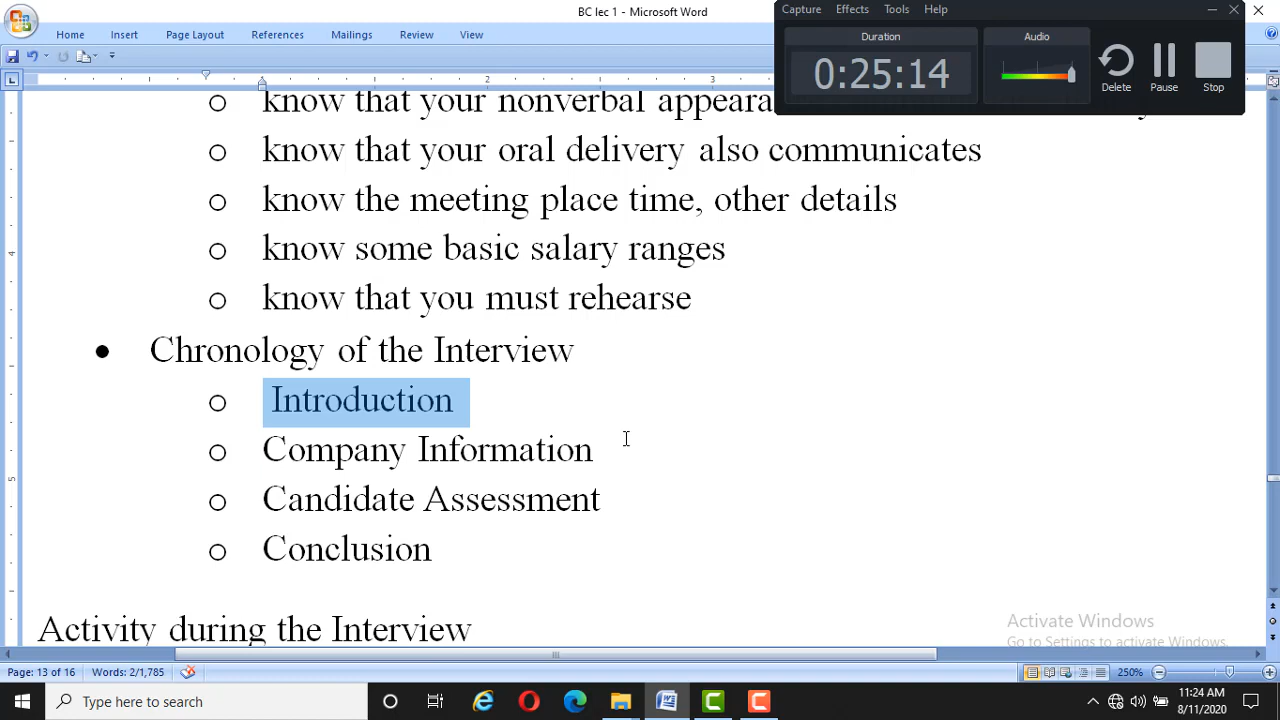 BC lec 1 - Microsoft Word
Capture Effects Tools Help
Home Insert Page Layout References Mailings Review View
Duration Audio
0:25:14
Delete Pause Stop
2 3
know that your nonverbal appeara
know that your oral delivery also communicates
know the meeting place time, other details
know some basic salary ranges
know that you must rehearse
Chronology of the Interview
Introduction
Company Information
Candidate Assessment
Conclusion
Activity during the Interview
4
5
Activate Windows
Go to Settings to activate Windows.
Page: 13 of 16 Words: 2/1,785 250%
Type here to search
11:24 AM
8/11/2020